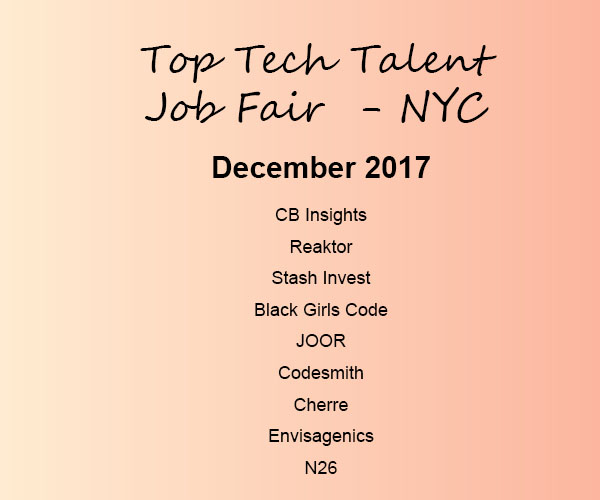 Top Tech Talent
Job Fair - NYC
December 2017
CB Insights
Reaktor
Stash Invest
Black Girls Code
JOOR
Codesmith
Cherre
Envisagenics
N26